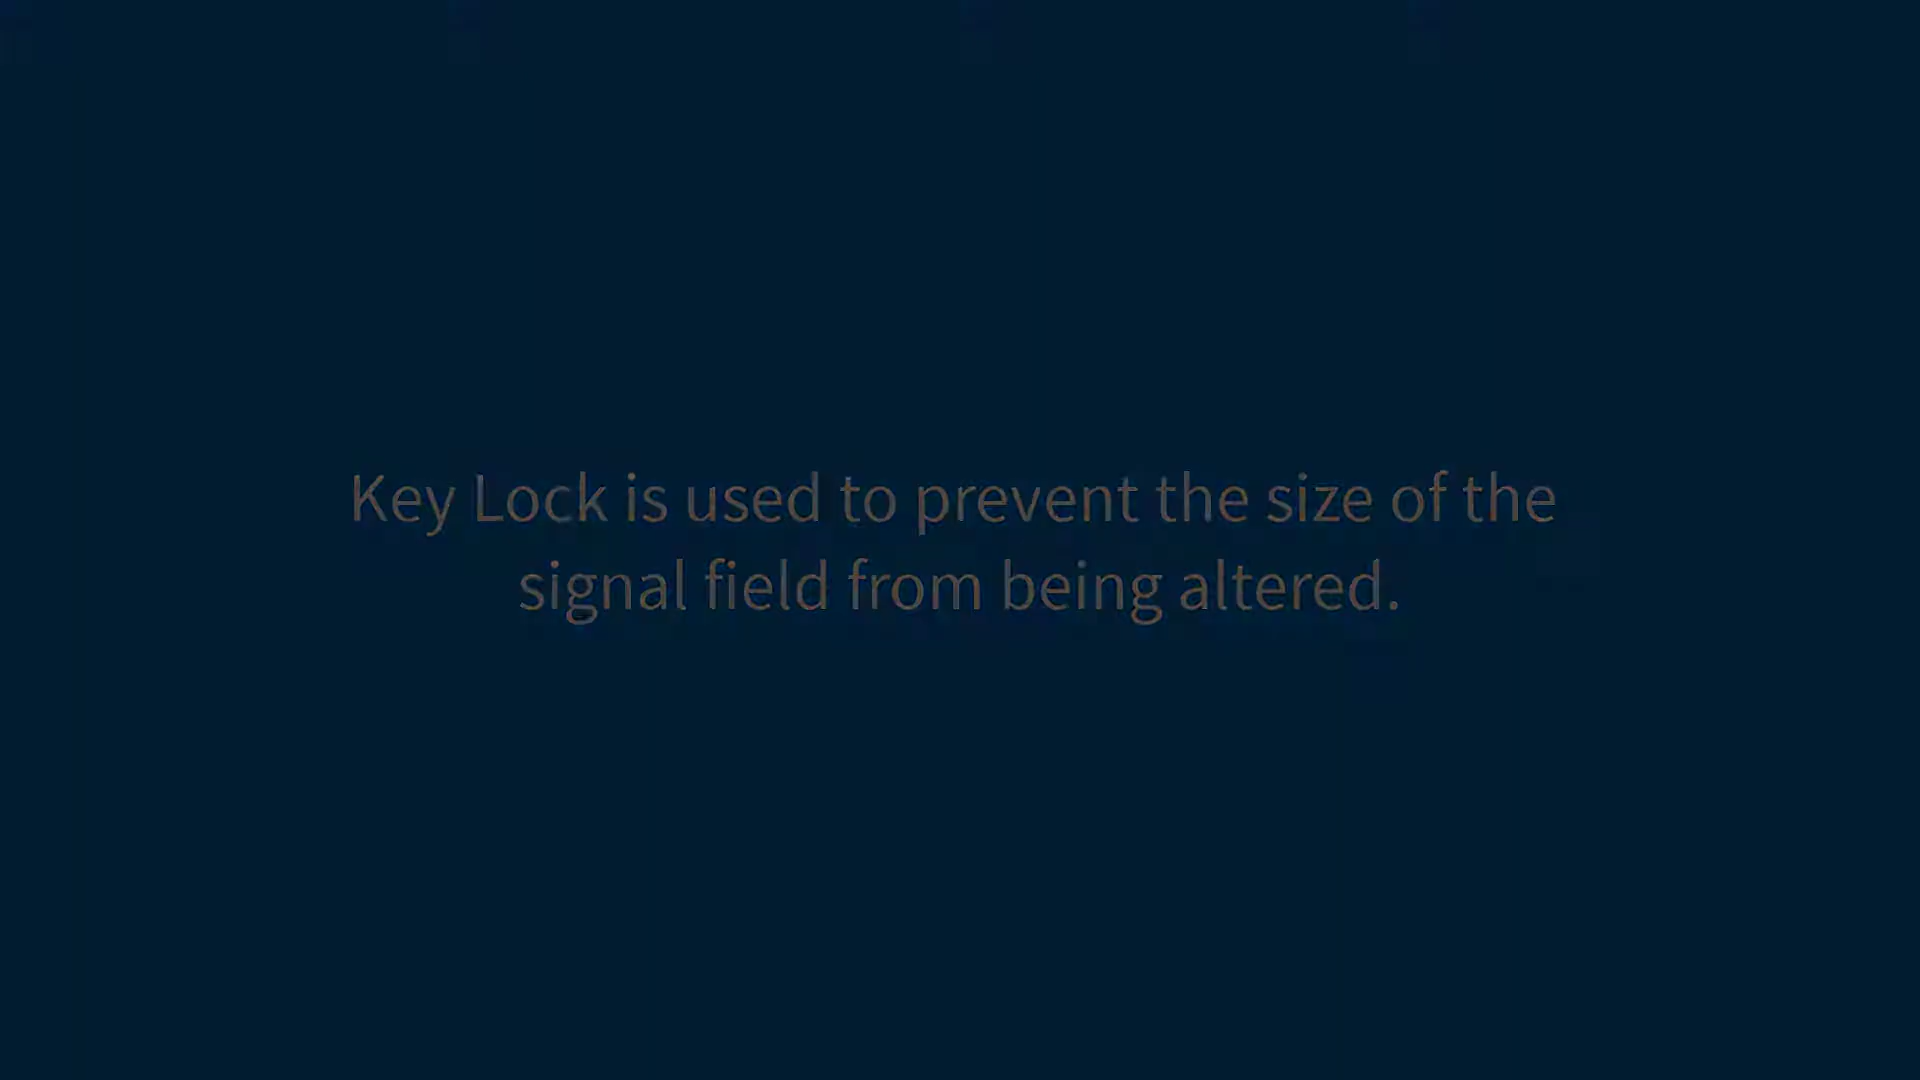 Key Lock is used to prevent the size of the
signal field from being altered.